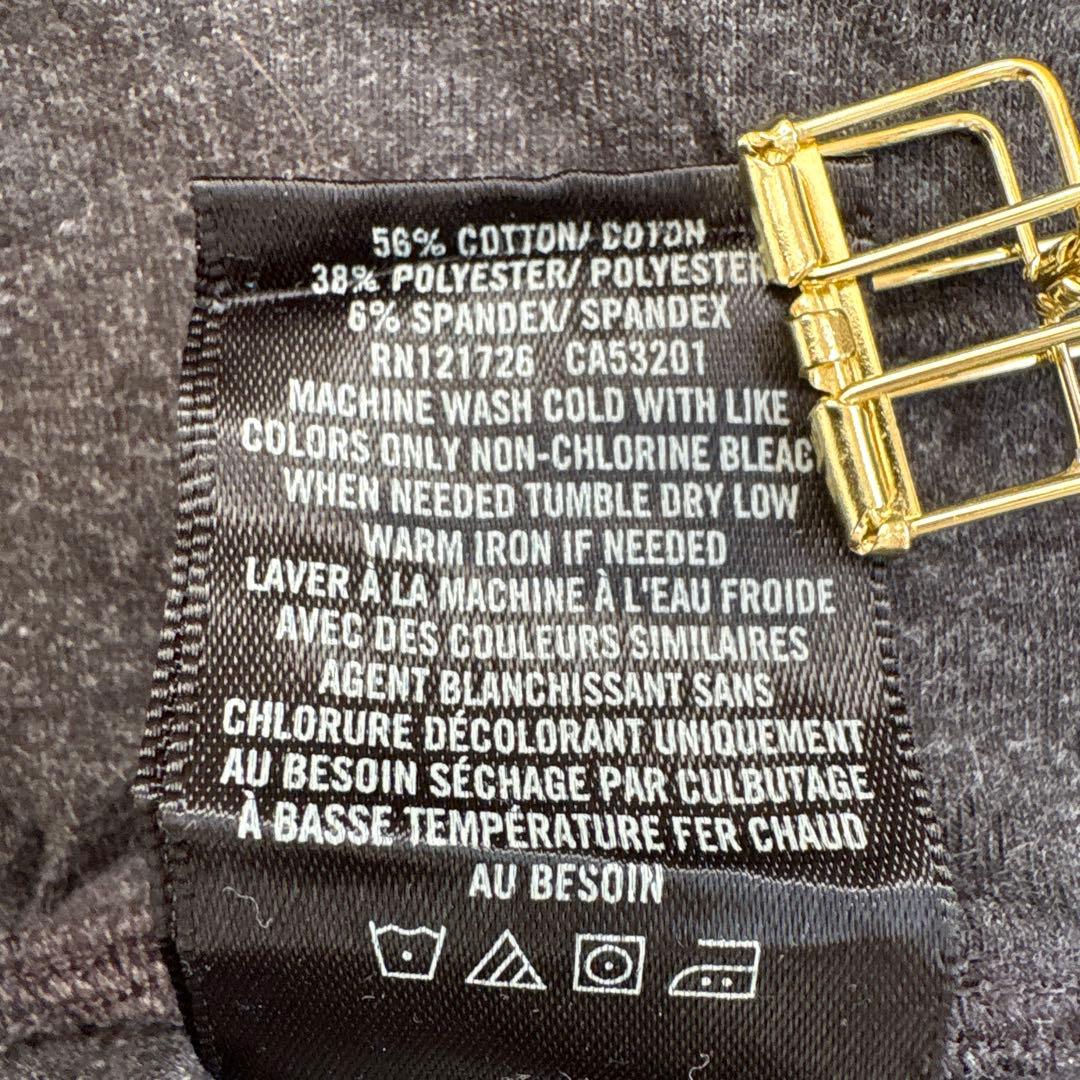 56% COTTON/ COTON
38% POLYESTER/ POLYESTER
6% SPANDEX/ SPANDEX
RN121726 CA53201
MACHINE WASH COLD WITH LIKE
COLORS ONLY NON-CHLORINE BLEACH
WHEN NEEDED TUMBLE DRY LOW
WARM IRON IF NEEDED
LAVER À LA MACHINE À L'EAU FROIDE
AVEC DES COULEURS SIMILAIRES
AGENT BLANCHISSANT SANS
CHLORURE DÉCOLORANT UNIQUEMENT
AU BESOIN SÉCHAGE PAR CULBUTAGE
À BASSE TEMPÉRATURE FER CHAUD
AU BESOIN